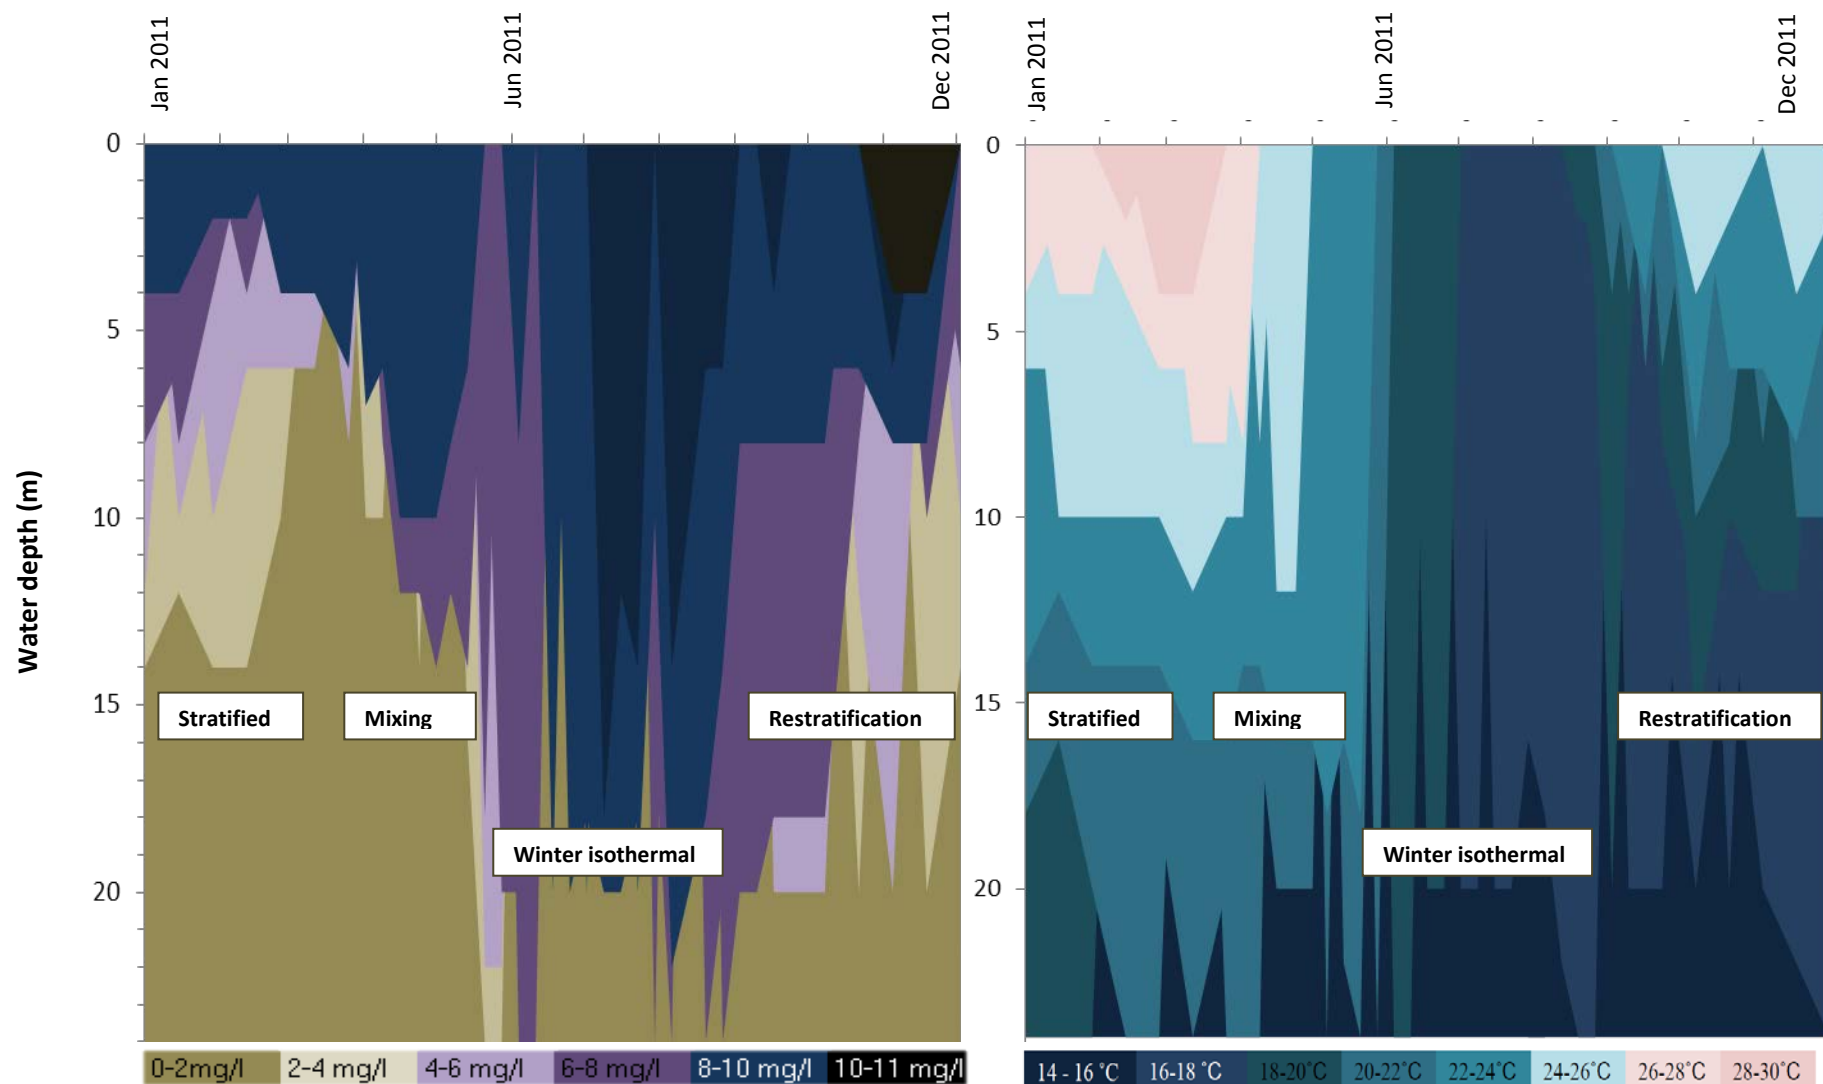 Jan 2011
Jun 2011
Dec 2011
Jan 2011
Jun 2011
Dec 2011
Water depth (m)
0
5
10
15
20
0
5
10
15
20
Stratified
Mixing
Restratification
Winter isothermal
Stratified
Mixing
Restratification
Winter isothermal
0-2mg/l 2-4 mg/l 4-6 mg/l 6-8 mg/l 8-10 mg/l 10-11 mg/l
14 - 16 °C 16-18 °C 18-20°C 20-22°C 22-24°C 24-26°C 26-28°C 28-30°C